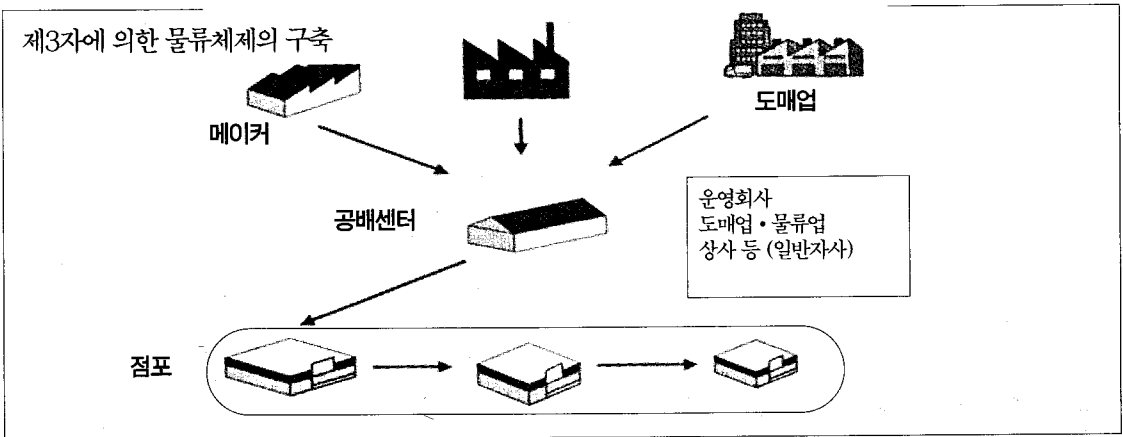 제3자에 의한 물류체제의 구축
메이커
도매업
공배센터
운영회사
도매업・물류업
상사 등 (일반자사)
점포